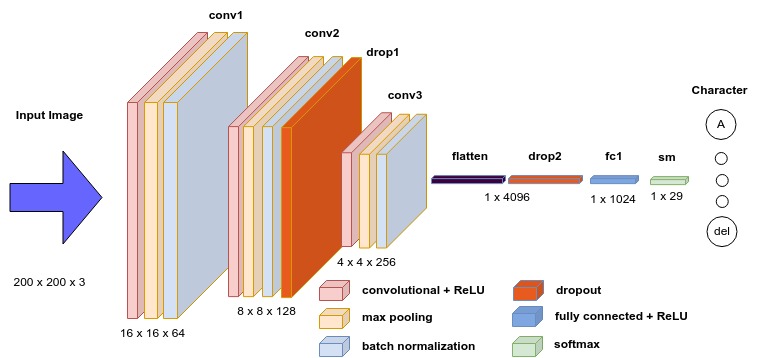 conv1
conv2
drop1
conv3
Input Image
Character
A
flatten
drop2
fc1
sm
1 x 4096
1 x 1024
1 x 29
del
200 x 200 x 3
4 x 4 x 256
8 x 8 x 128
16 x 16 x 64
convolutional + ReLU
dropout
max pooling
fully connected + ReLU
batch normalization
softmax